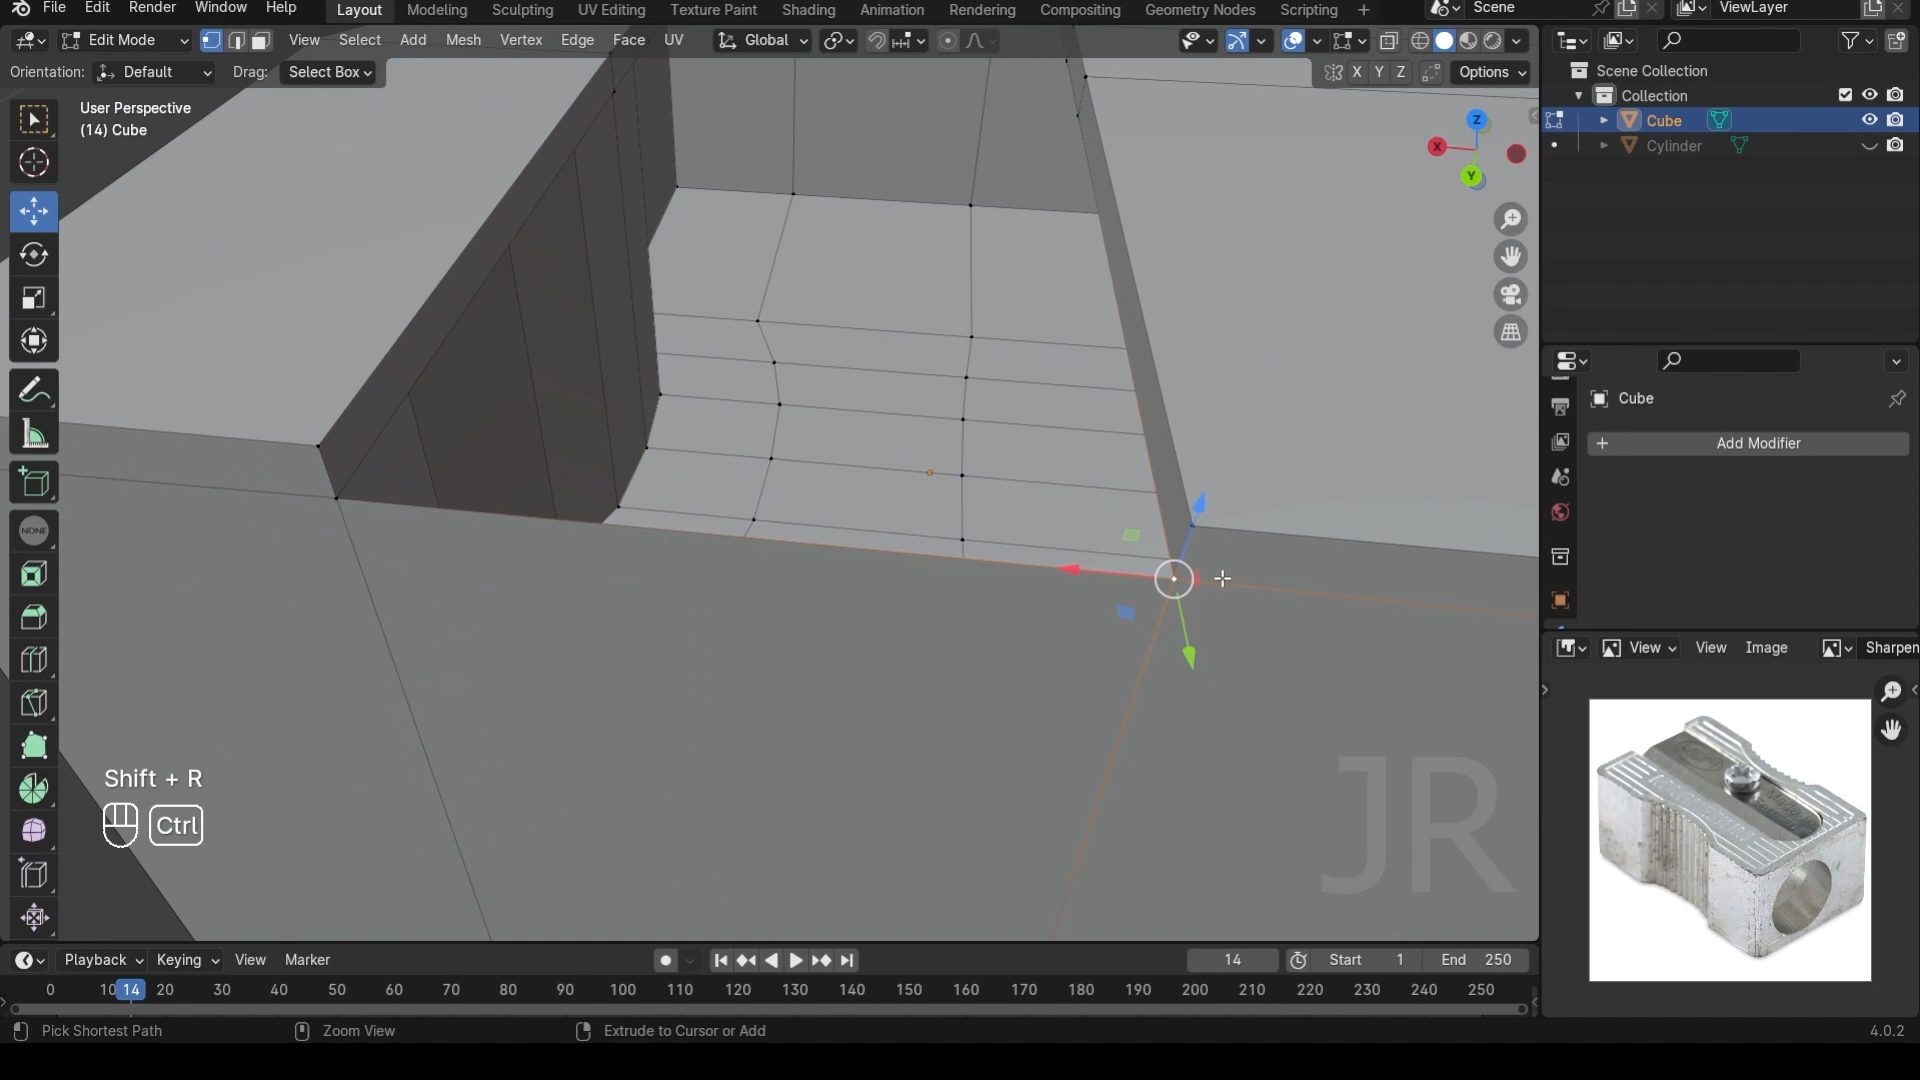 File Edit Render Window Help Layout Modeling Sculpting UV Editing Texture Paint Shading Animation Rendering Compositing Geometry Nodes Scripting + Scene ViewLayer
Edit Mode View Select Add Mesh Vertex Edge Face UV Global
Orientation: Default Drag: Select Box X Y Z Options
User Perspective
(14) Cube
Scene Collection
Collection
Cube
Cylinder
Z
X
Y
NONE
Cube
+ Add Modifier
View View Image Sharpen
Shift + R
Ctrl
JR
Playback Keying View Marker 14 Start 1 End 250
0 10 14 20 30 40 50 60 70 80 90 100 110 120 130 140 150 160 170 180 190 200 210 220 230 240 250
Pick Shortest Path Zoom View Extrude to Cursor or Add 4.0.2